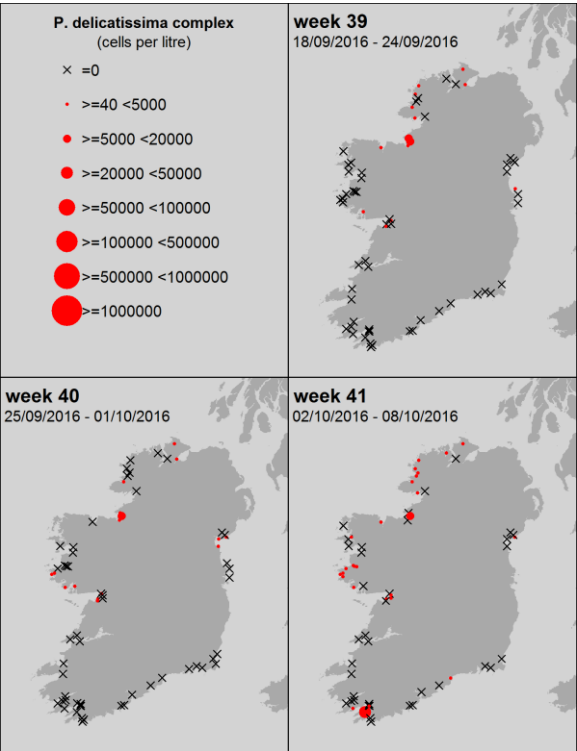 P. delicatissima complex
(cells per litre)
=0
>=40 <5000
>=5000 <20000
>=20000 <50000
>=50000 <100000
>=100000 <500000
>=500000 <1000000
>=1000000
week 39
18/09/2016 - 24/09/2016
week 40
25/09/2016 - 01/10/2016
week 41
02/10/2016 - 08/10/2016